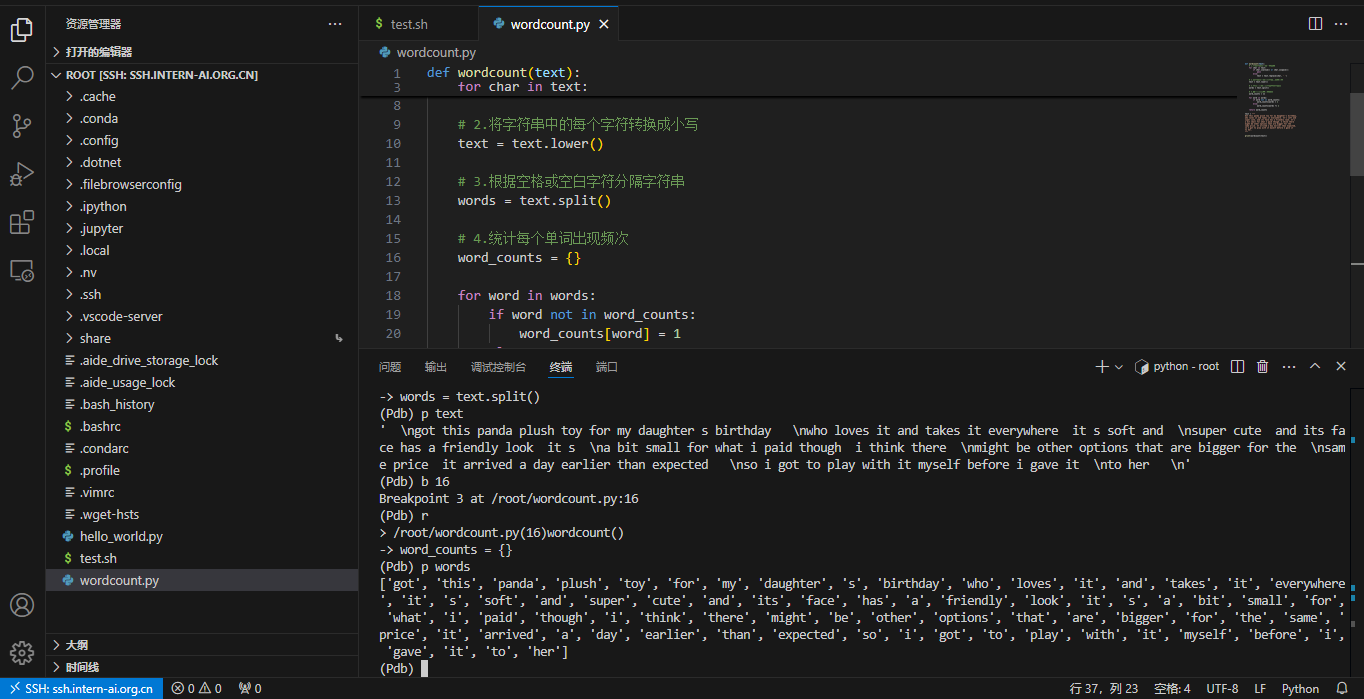 资源管理器
打开的编辑器
ROOT [SSH: SSH.INTERN-AI.ORG.CN]
.cache
.conda
.config
.dotnet
.filebrowserconfig
.ipython
.jupyter
.local
.nv
.ssh
.vscode-server
share
.aide_drive_storage_lock
.aide_usage_lock
.bash_history
.bashrc
.condarc
.profile
.vimrc
.wget-hsts
hello_world.py
test.sh
wordcount.py
大纲
时间线
test.sh
wordcount.py
wordcount.py
1 def wordcount(text):
3 for char in text:
8
9 # 2.将字符串中的每个字符转换成小写
10 text = text.lower()
11
12 # 3.根据空格或空白字符分隔字符串
13 words = text.split()
14
15 # 4.统计每个单词出现频次
16 word_counts = {}
17
18 for word in words:
19 if word not in word_counts:
20 word_counts[word] = 1
问题 输出 调试控制台 终端 端口
python - root
-> words = text.split()
(Pdb) p text
'  \ngot this panda plush toy for my daughter s birthday   \nwho loves it and takes it everywhere  it s soft and  \nsuper cute  and its fa
ce has a friendly look  it s  \na bit small for what i paid though  i think there  \nmight be other options that are bigger for the  \nsam
e price  it arrived a day earlier than expected   \nso i got to play with it myself before i gave it  \nto her   \n'
(Pdb) b 16
Breakpoint 3 at /root/wordcount.py:16
(Pdb) r
> /root/wordcount.py(16)wordcount()
-> word_counts = {}
(Pdb) p words
['got', 'this', 'panda', 'plush', 'toy', 'for', 'my', 'daughter', 's', 'birthday', 'who', 'loves', 'it', 'and', 'takes', 'it', 'everywhere
', 'it', 's', 'soft', 'and', 'super', 'cute', 'and', 'its', 'face', 'has', 'a', 'friendly', 'look', 'it', 's', 'a', 'bit', 'small', 'for',
'what', 'i', 'paid', 'though', 'i', 'think', 'there', 'might', 'be', 'other', 'options', 'that', 'are', 'bigger', 'for', 'the', 'same', '
price', 'it', 'arrived', 'a', 'day', 'earlier', 'than', 'expected', 'so', 'i', 'got', 'to', 'play', 'with', 'it', 'myself', 'before', 'i',
'gave', 'it', 'to', 'her']
(Pdb)
SSH: ssh.intern-ai.org.cn 0 0 0 行 37，列 23 空格: 4 UTF-8 LF Python